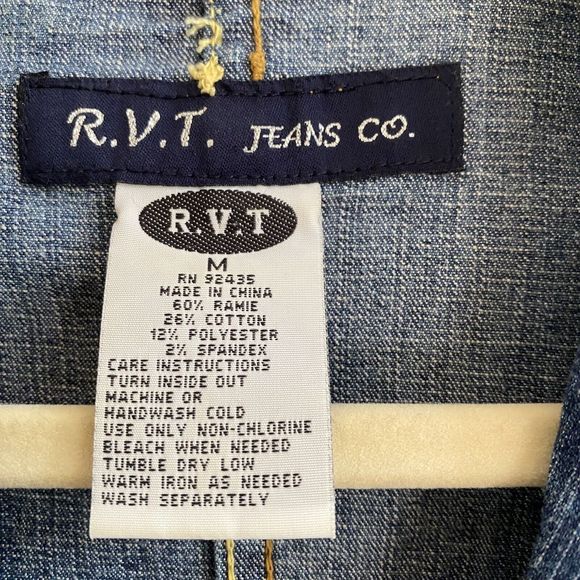 R.V.T. JEANS CO.
R.V.T
M
RN 92435
MADE IN CHINA
60% RAMIE
26% COTTON
12% POLYESTER
2% SPANDEX
CARE INSTRUCTIONS
TURN INSIDE OUT
MACHINE OR
HANDWASH COLD
USE ONLY NON-CHLORINE
BLEACH WHEN NEEDED
TUMBLE DRY LOW
WARM IRON AS NEEDED
WASH SEPARATELY